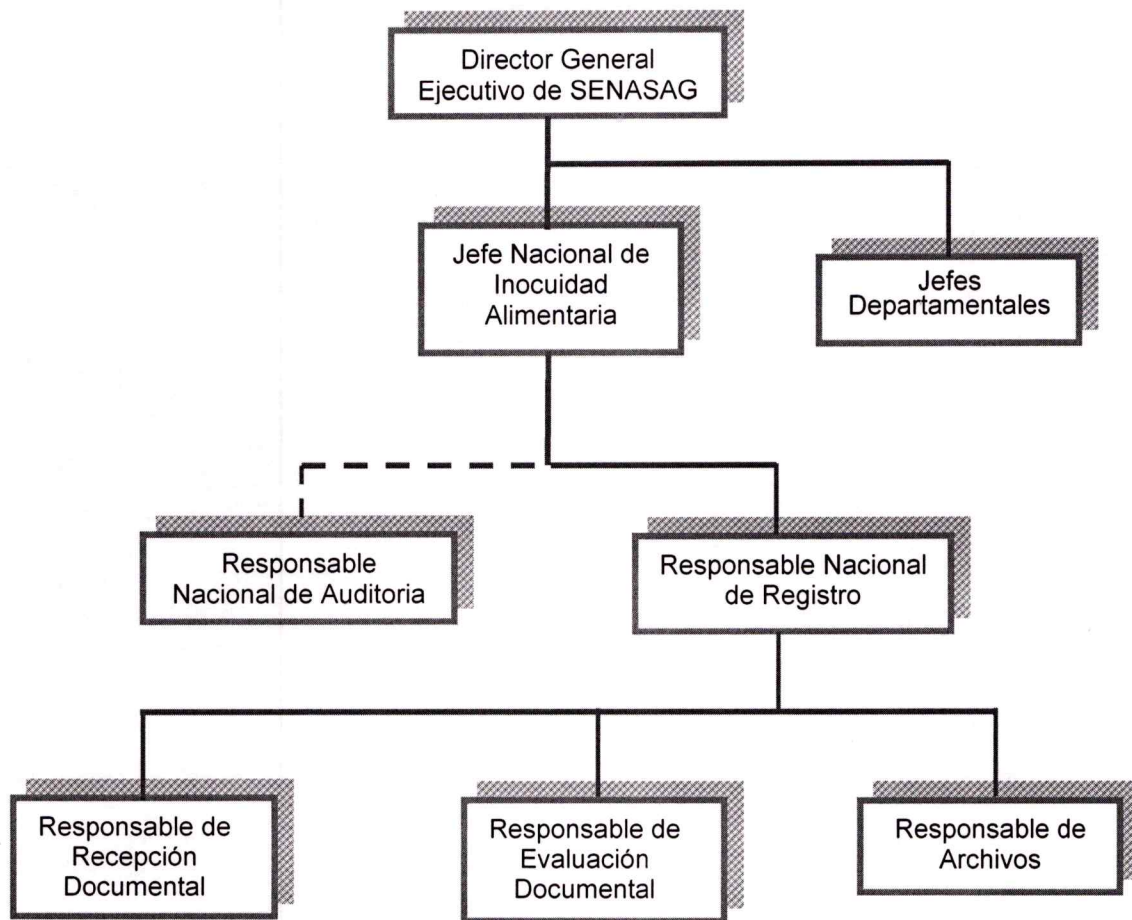 Director General
Ejecutivo de SENASAG
Jefe Nacional de
Inocuidad
Alimentaria
Jefes
Departamentales
Responsable
Nacional de Auditoria
Responsable Nacional
de Registro
Responsable de
Recepción
Documental
Responsable de
Evaluación
Documental
Responsable de
Archivos